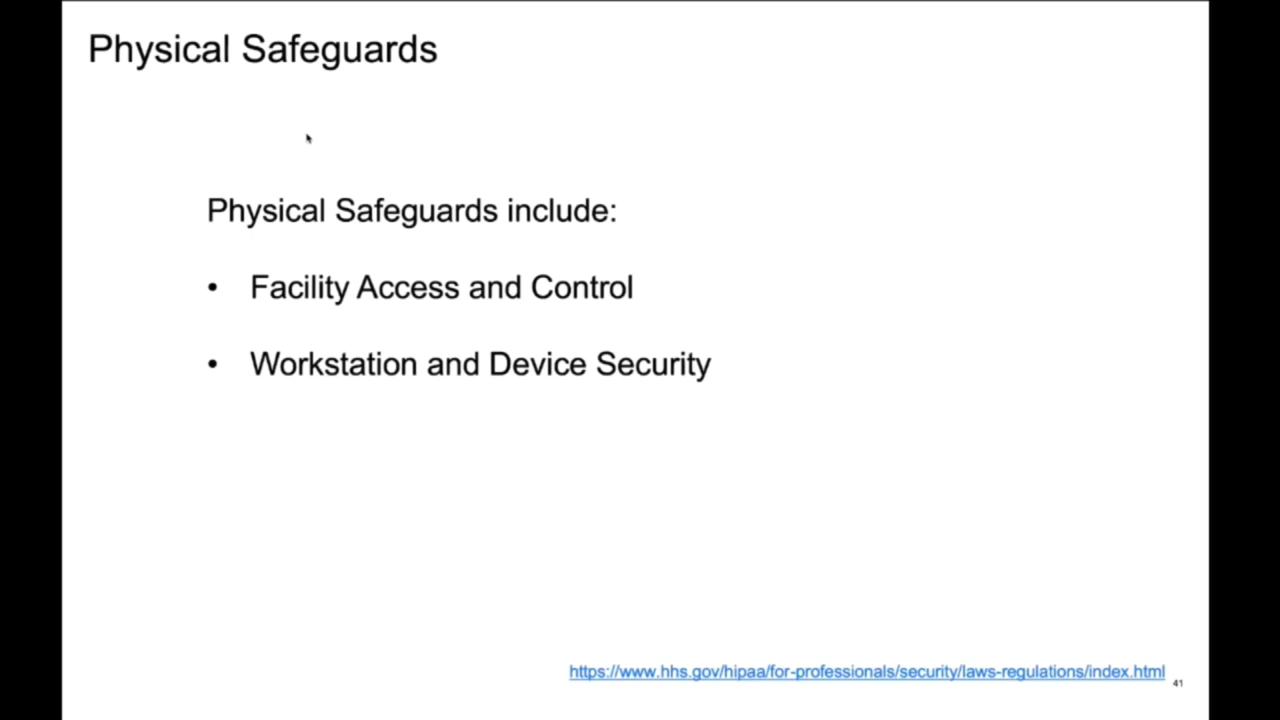 Physical Safeguards
Physical Safeguards include:
• Facility Access and Control
• Workstation and Device Security
https://www.hhs.gov/hipaa/for-professionals/security/laws-regulations/index.html
41